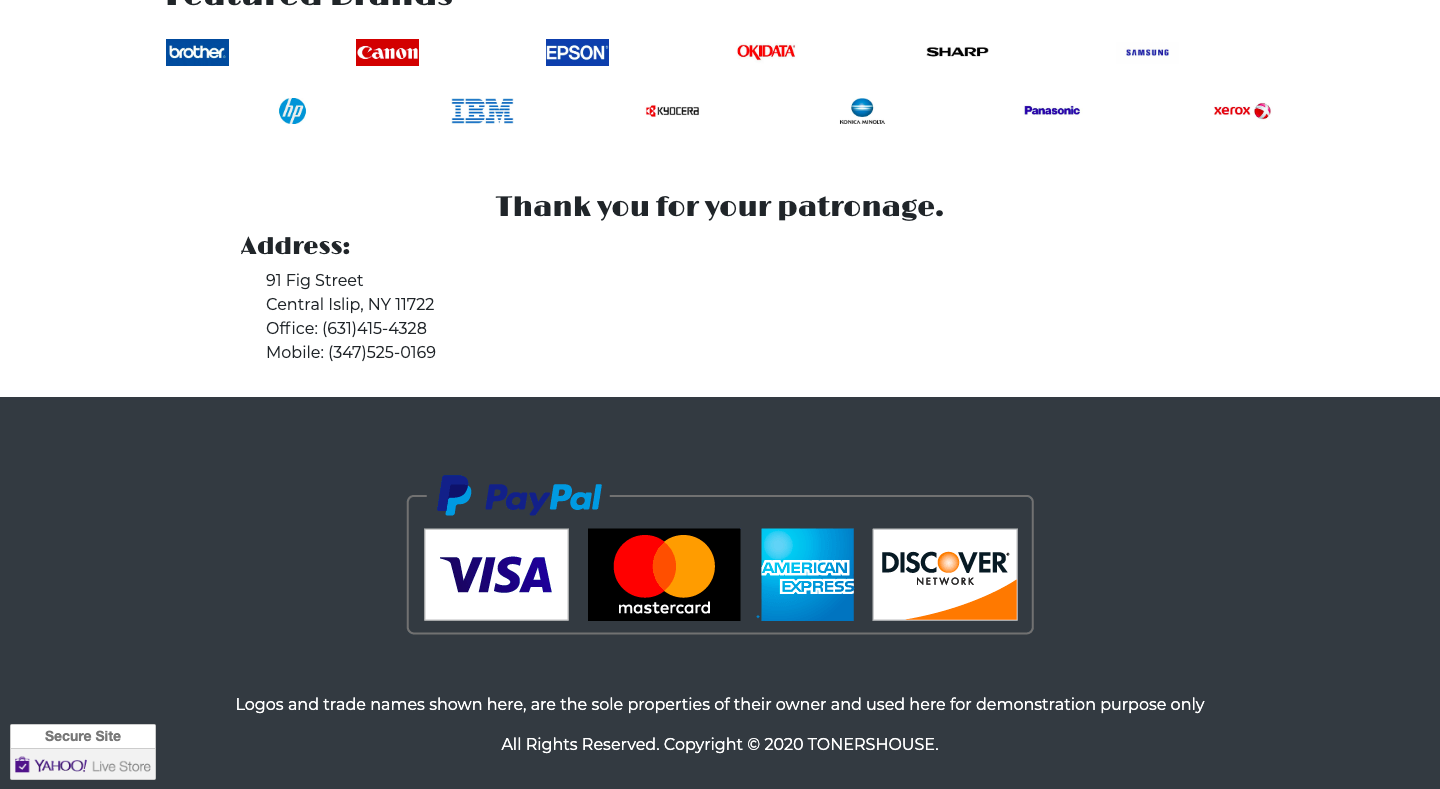 Featured Brands
brother
Canon
EPSON
OKIDATA
SHARP
SAMSUNG
hp
IBM
KYOCERA
KONICA MINOLTA
Panasonic
xerox
Thank you for your patronage.
Address:
91 Fig Street
Central Islip, NY 11722
Office: (631)415-4328
Mobile: (347)525-0169
PayPal
VISA
mastercard
AMERICAN
EXPRESS
DISCOVER
NETWORK
Logos and trade names shown here, are the sole properties of their owner and used here for demonstration purpose only
All Rights Reserved. Copyright © 2020 TONERSHOUSE.
Secure Site
YAHOO! Live Store